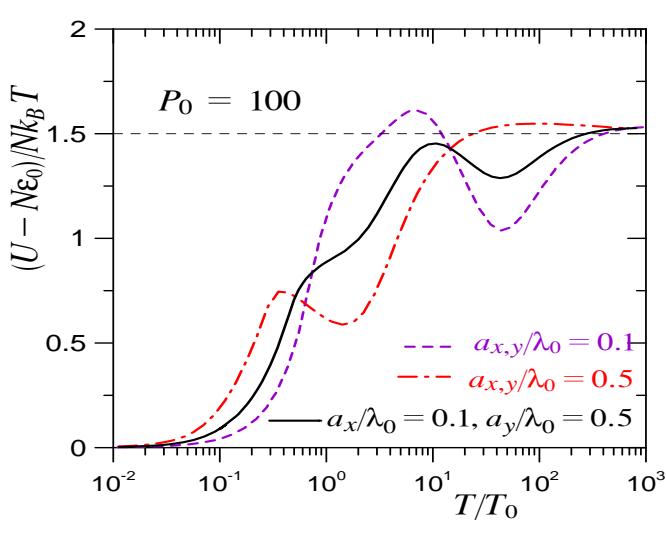 2
1.5
1
0.5
0
(U − Nε₀)/Nk_BT
P₀ = 100
a_{x,y}/λ₀ = 0.1
a_{x,y}/λ₀ = 0.5
a_x/λ₀ = 0.1, a_y/λ₀ = 0.5
10⁻² 10⁻¹ 10⁰ 10¹ 10² 10³
T/T₀